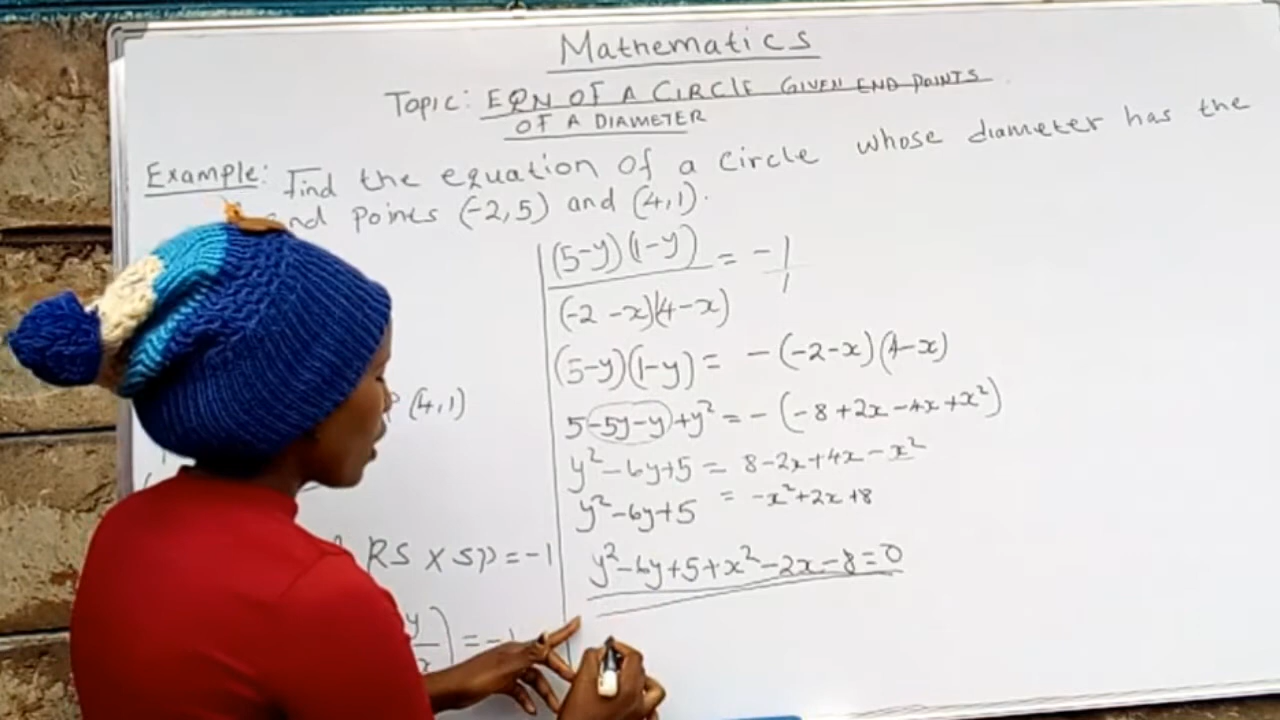 Mathematics
Topic: EQN OF A CIRCLE GIVEN END POINTS
OF A DIAMETER
Example: Find the equation of a circle whose diameter has the
end points (-2,5) and (4,1).
P (4,1)
RS X SP = -1
(5-y)(1-y) = -1
(-2 -x)(4-x) 1
(5-y)(1-y) = -(-2-x)(4-x)
5-5y-y+y² = -(-8+2x-4x+x²)
y²-6y+5 = 8-2x+4x-x²
y²-6y+5 = -x²+2x+8
y²-6y+5+x²-2x-8=0